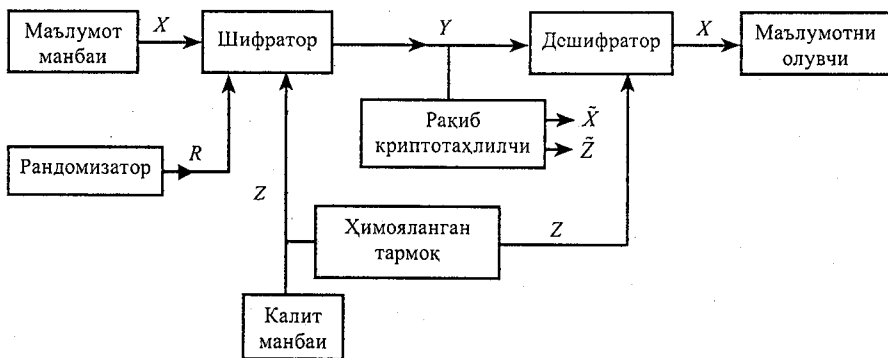 Маълумот
манбаи
X
Шифратор
Y
Дешифратор
X
Маълумотни
олувчи
Рақиб
криптотаҳлилчи
X̃
Z̃
Рандомизатор
R
Z
Ҳимояланган
тармоқ
Z
Калит
манбаи